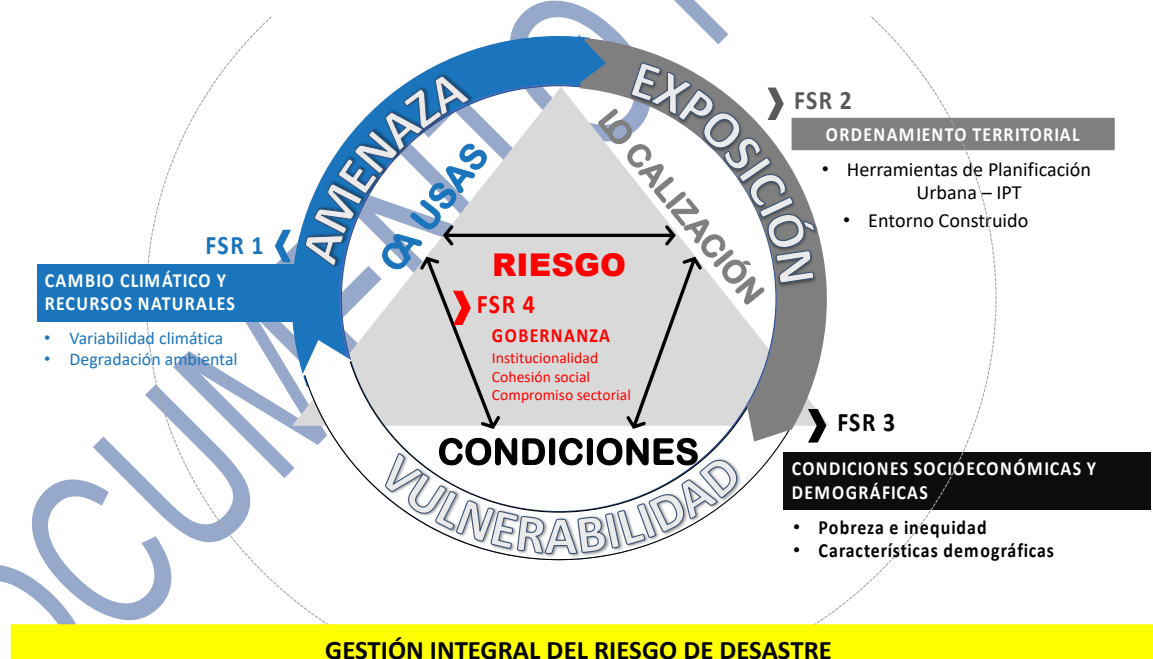 AMENAZA
EXPOSICIÓN
CAUSAS
LOCALIZACIÓN
FSR 2
ORDENAMIENTO TERRITORIAL
• Herramientas de Planificación
Urbana – IPT
• Entorno Construido
FSR 1
CAMBIO CLIMÁTICO Y
RECURSOS NATURALES
• Variabilidad climática
• Degradación ambiental
RIESGO
FSR 4
GOBERNANZA
Institucionalidad
Cohesión social
Compromiso sectorial
CONDICIONES
VULNERABILIDAD
FSR 3
CONDICIONES SOCIOECONÓMICAS Y
DEMOGRÁFICAS
• Pobreza e inequidad
• Características demográficas
GESTIÓN INTEGRAL DEL RIESGO DE DESASTRE